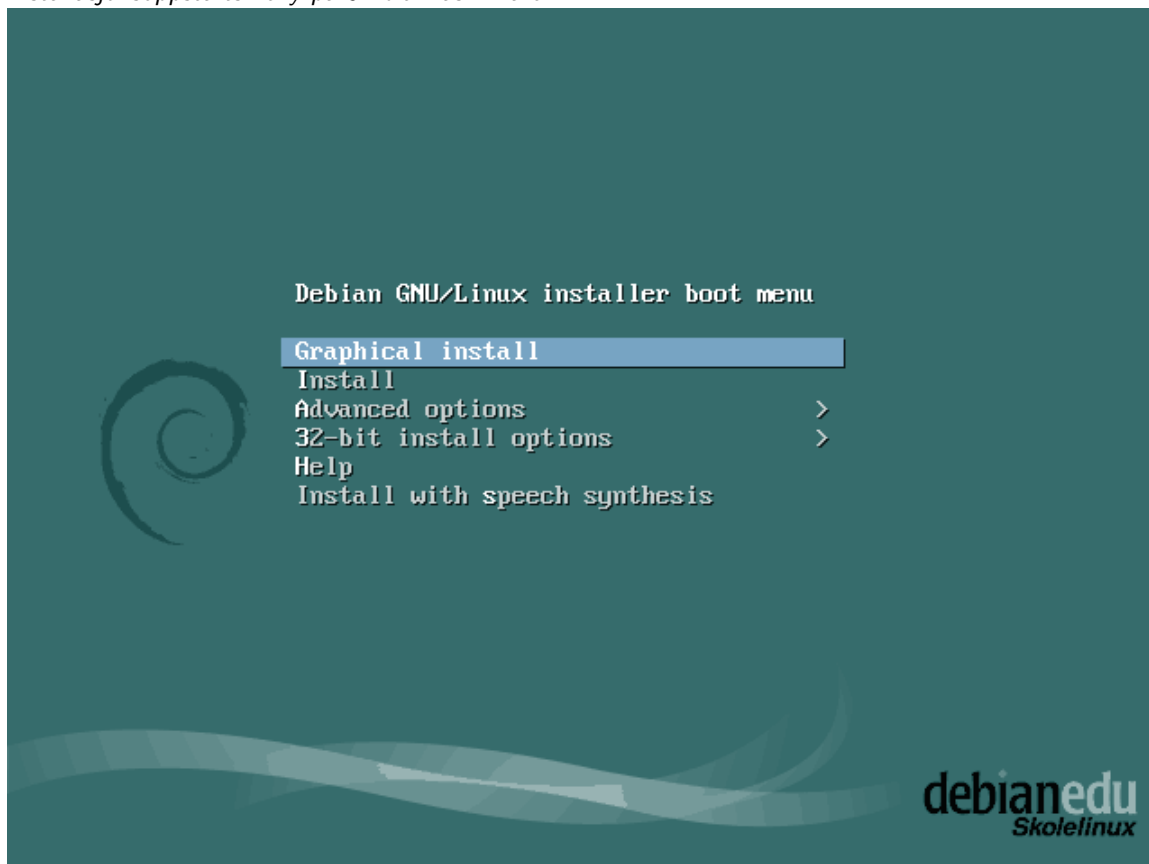 Debian GNU/Linux installer boot menu
Graphical install
Install
Advanced options >
32-bit install options >
Help
Install with speech synthesis
debianedu
Skolelinux